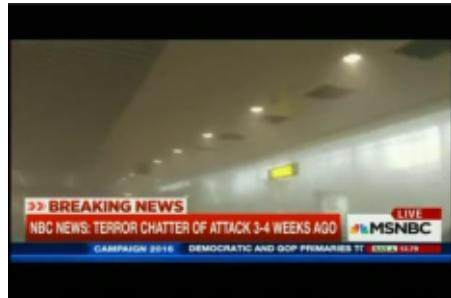 BREAKING NEWS
NBC NEWS: TERROR CHATTER OF ATTACK 3-4 WEEKS AGO
LIVE
MSNBC
CAMPAIGN 2016 DEMOCRATIC AND GOP PRIMARIES